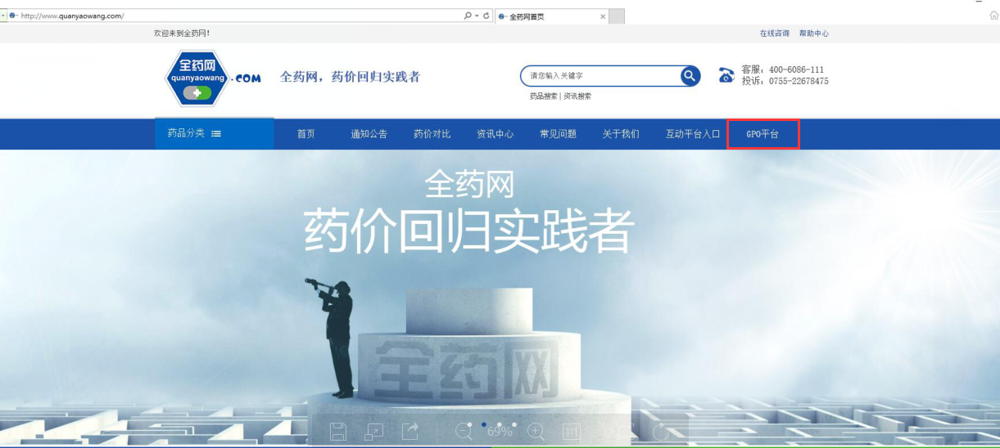 http://www.quanyaowang.com/
全药网首页
欢迎来到全药网!
在线咨询 帮助中心
全药网
quanyaowang
.COM
全药网，药价回归实践者
请您输入关键字
药品搜索 | 资讯搜索
客服：400-6086-111
投诉：0755-22678475
药品分类 首页 通知公告 药价对比 资讯中心 常见问题 关于我们 互动平台入口 GPO平台
全药网
药价回归实践者
全药网
69% 1:1